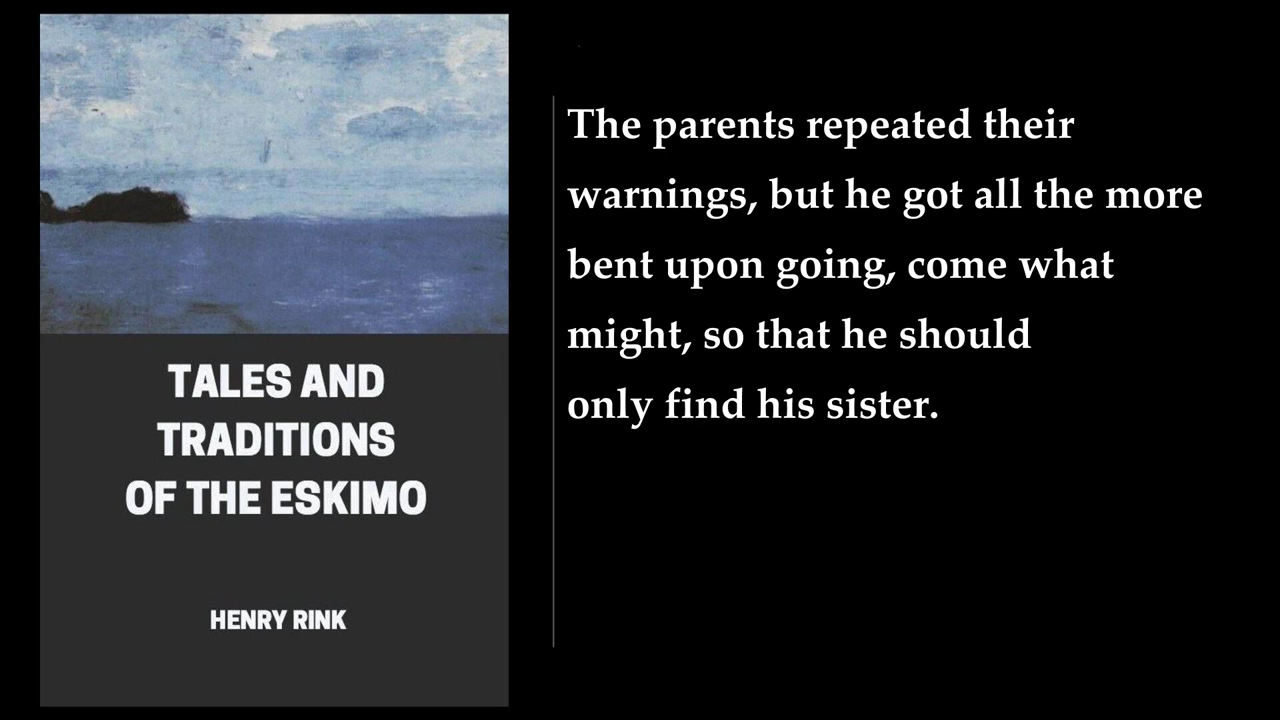 TALES AND
TRADITIONS
OF THE ESKIMO
HENRY RINK
The parents repeated their
warnings, but he got all the more
bent upon going, come what
might, so that he should
only find his sister.